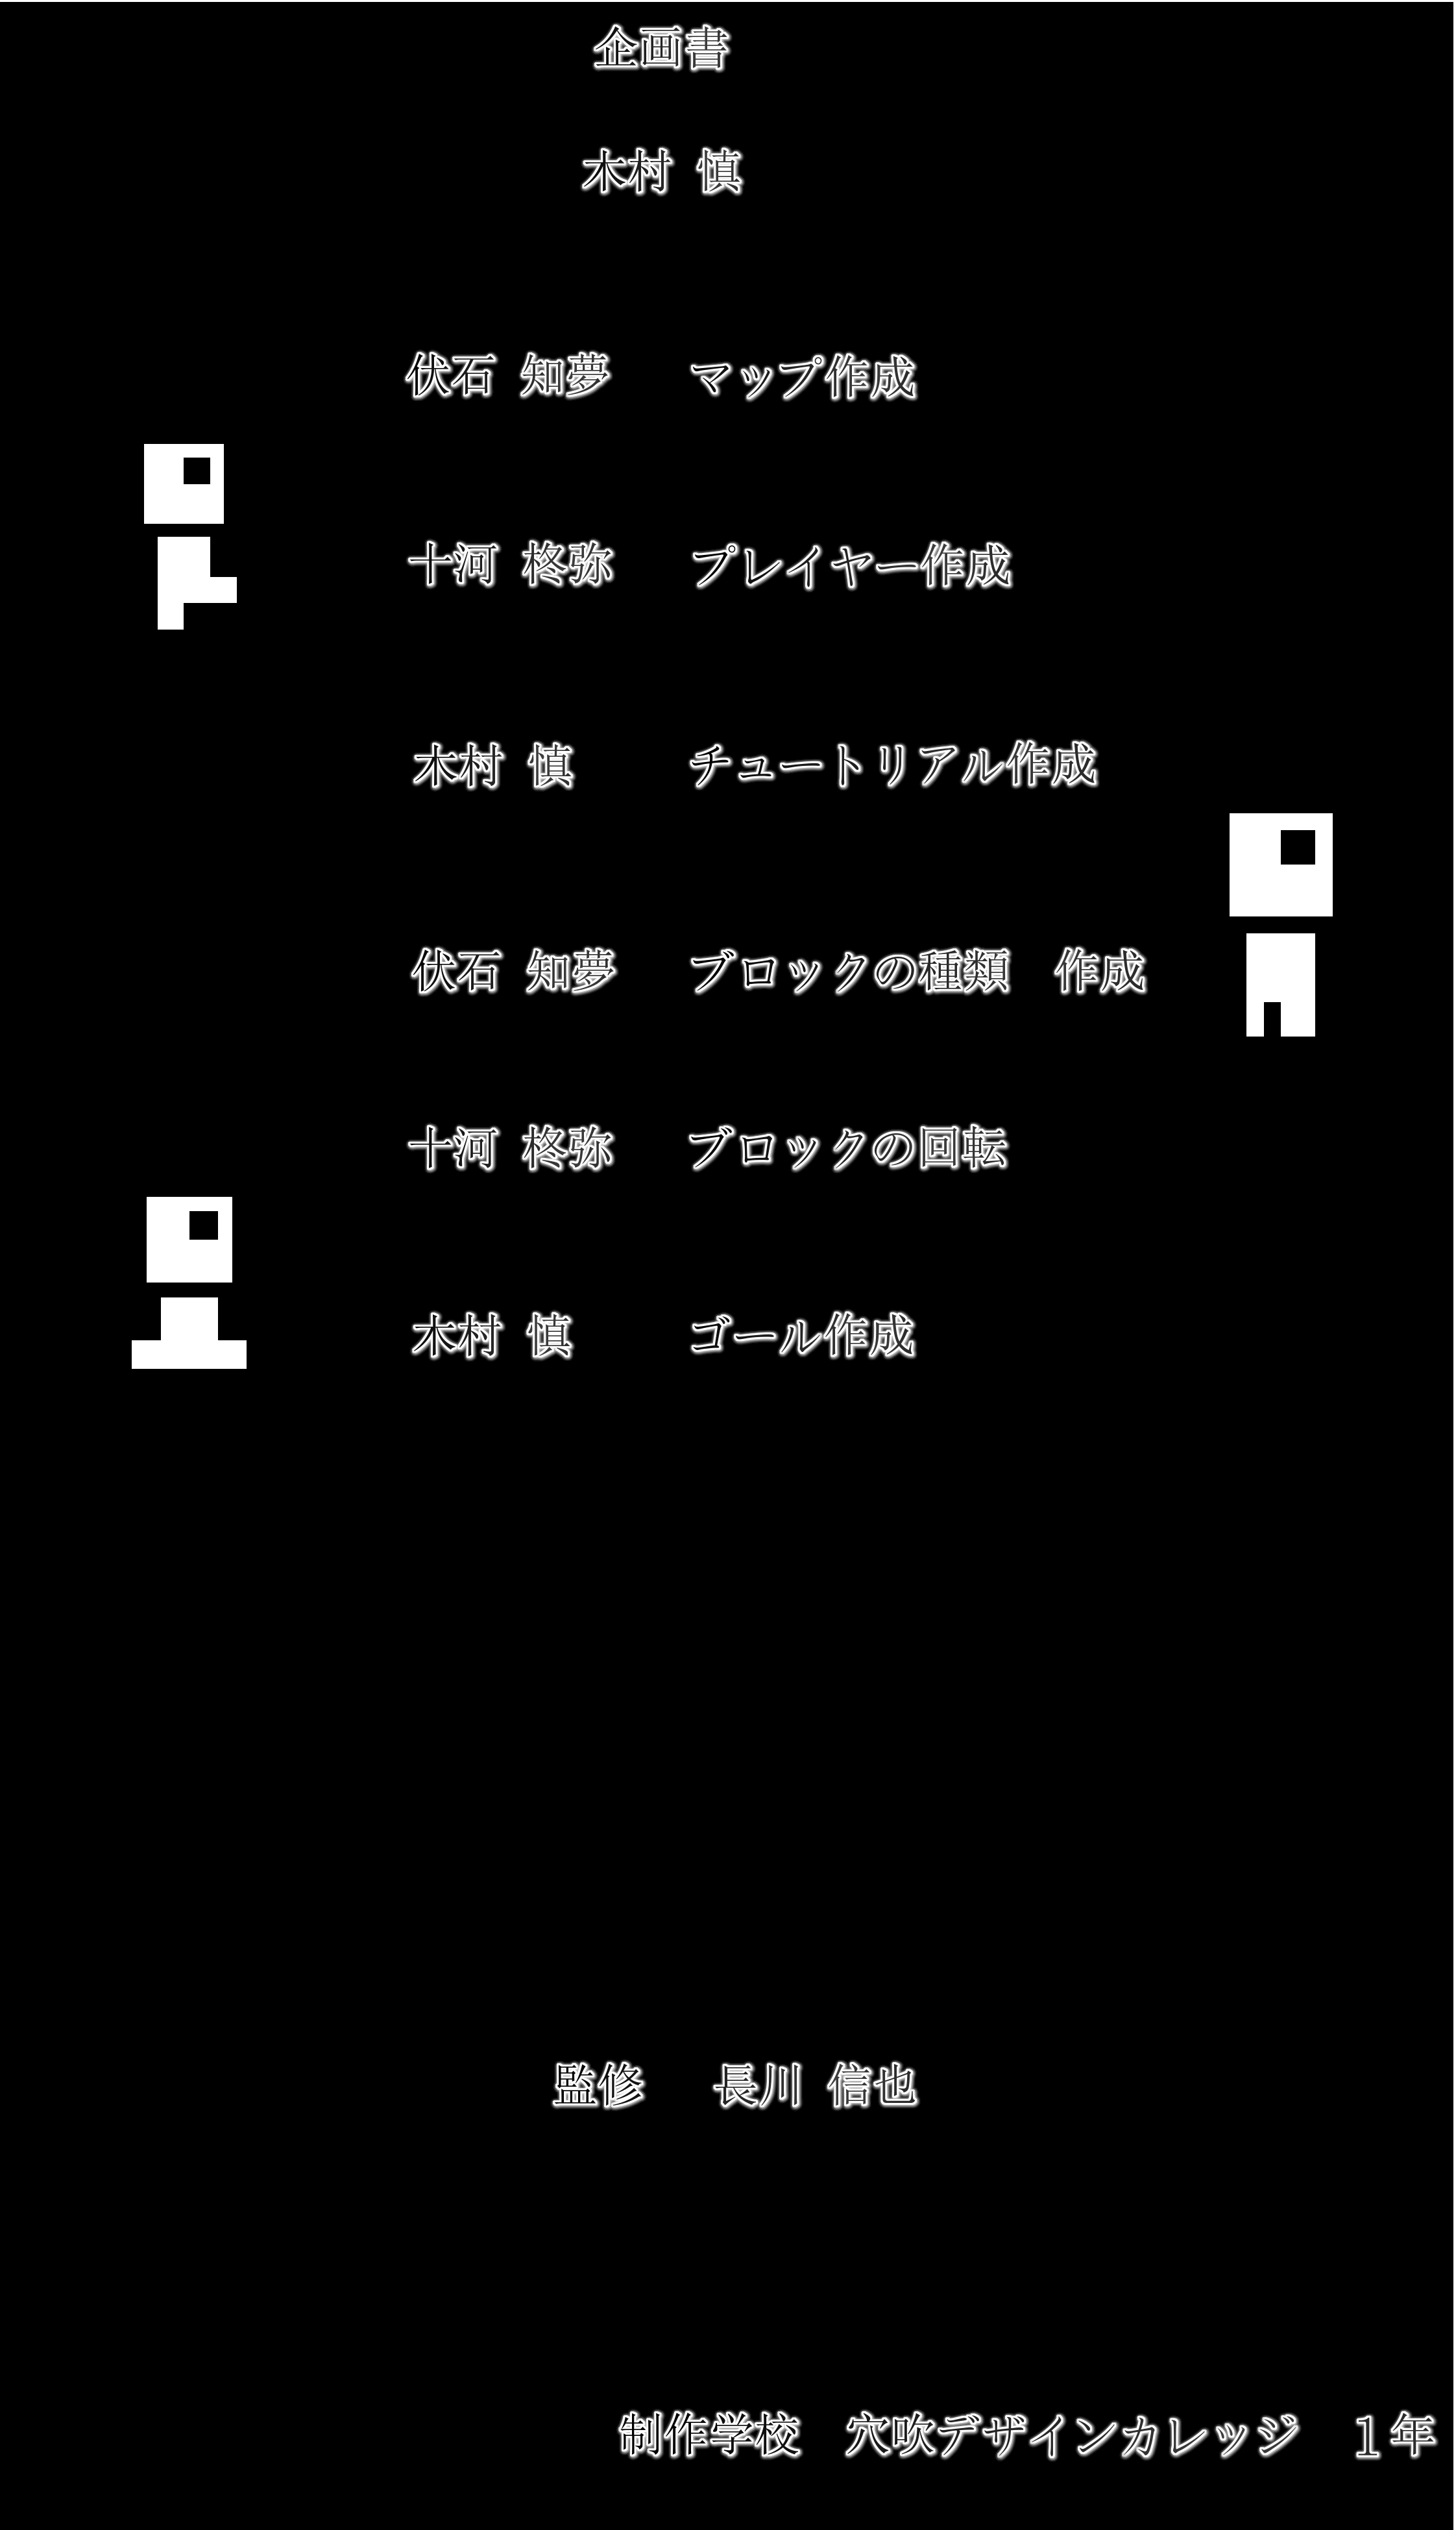 企画書
木村 慎
伏石 知夢 マップ作成
十河 柊弥 プレイヤー作成
木村 慎 チュートリアル作成
伏石 知夢 ブロックの種類　作成
十河 柊弥 ブロックの回転
木村 慎 ゴール作成
監修 長川 信也
制作学校　穴吹デザインカレッジ　１年